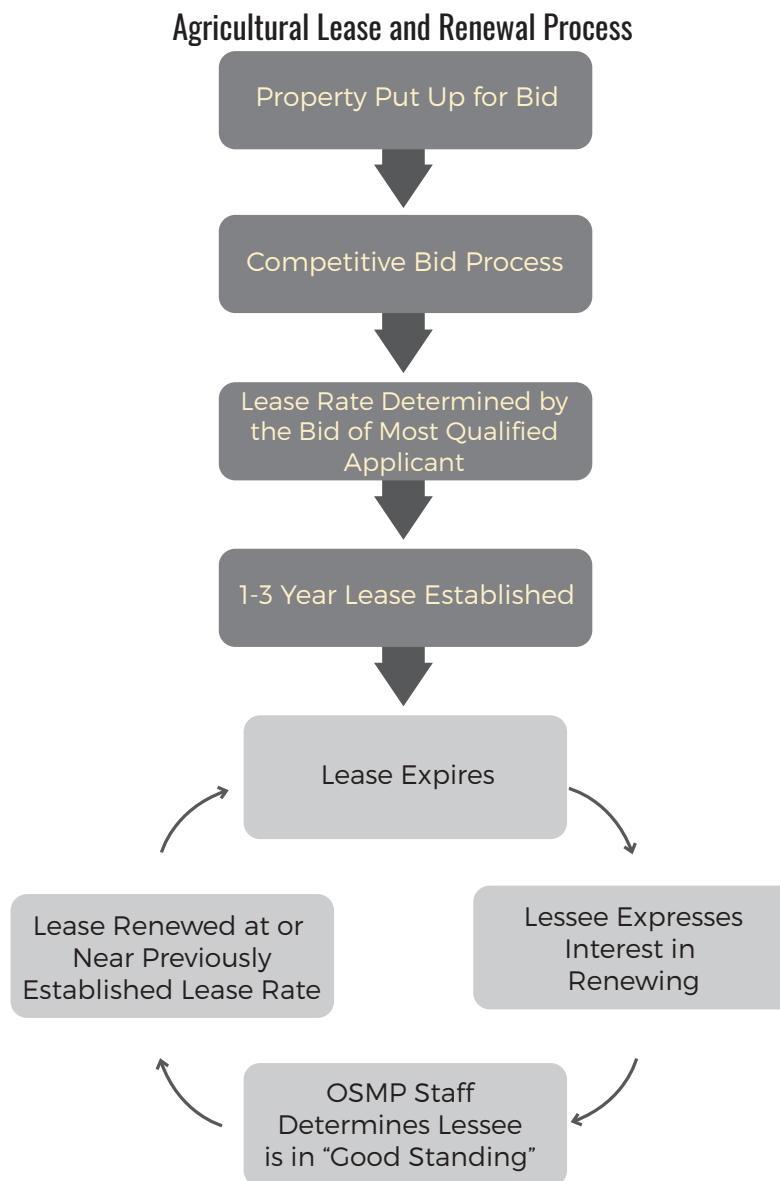 Agricultural Lease and Renewal Process
Property Put Up for Bid
Competitive Bid Process
Lease Rate Determined by
the Bid of Most Qualified
Applicant
1-3 Year Lease Established
Lease Expires
Lessee Expresses
Interest in
Renewing
OSMP Staff
Determines Lessee
is in “Good Standing”
Lease Renewed at or
Near Previously
Established Lease Rate